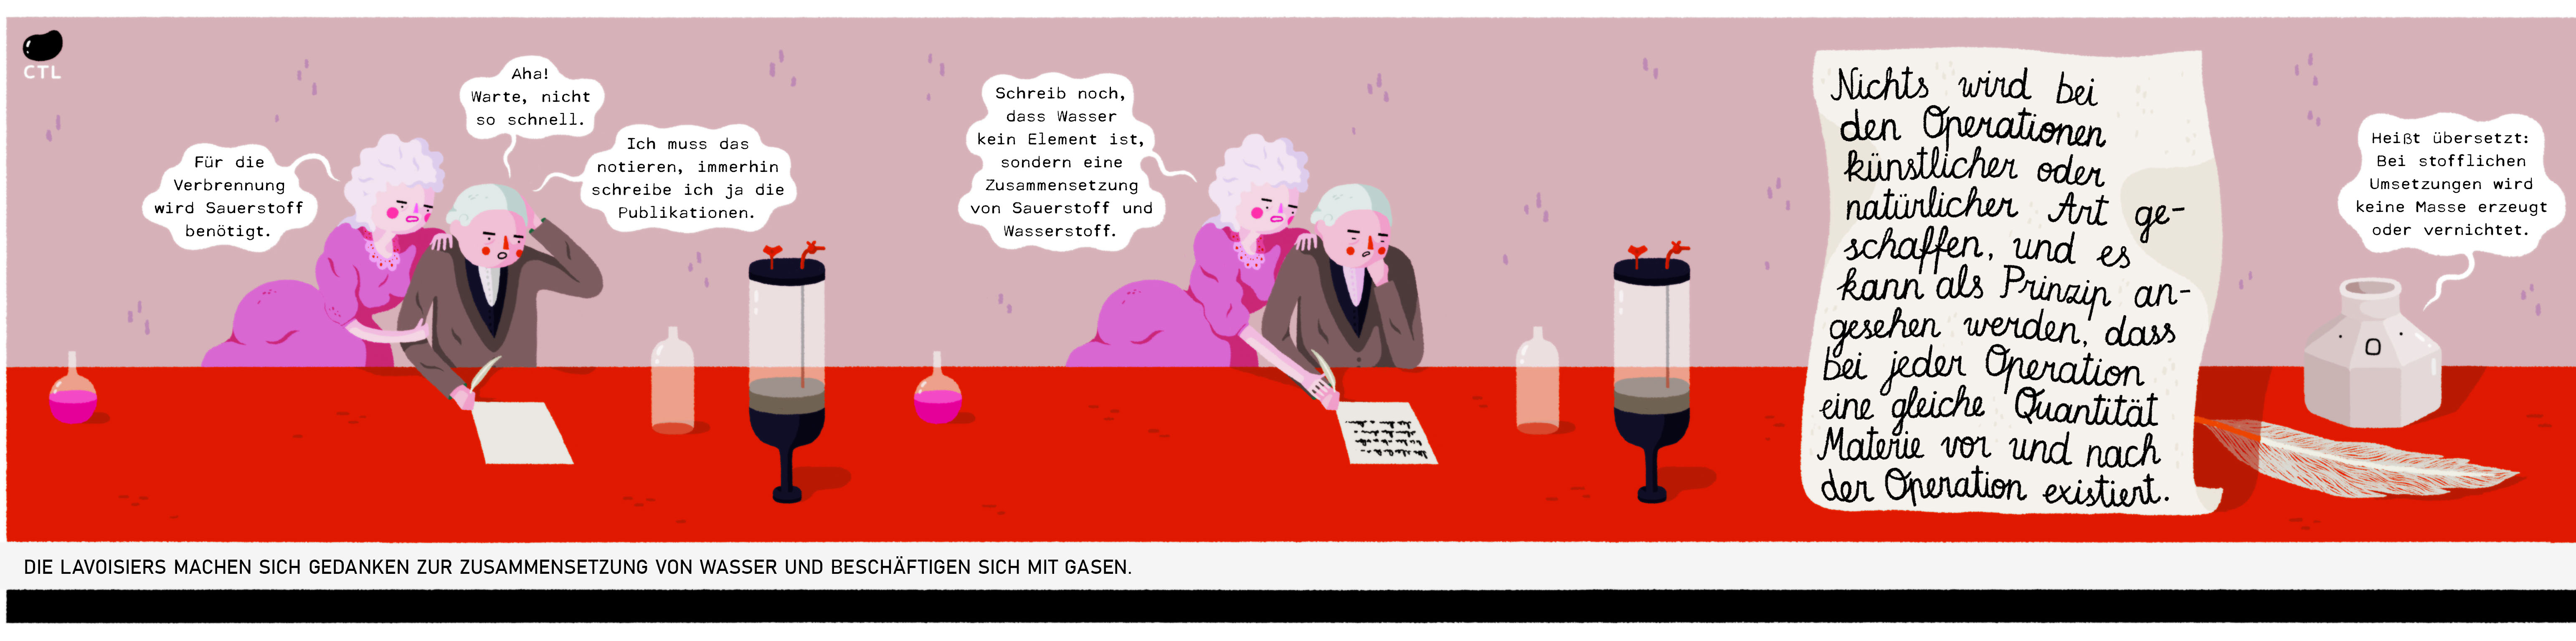 CTL
Für die
Verbrennung
wird Sauerstoff
benötigt.
Aha!
Warte, nicht
so schnell.
Ich muss das
notieren, immerhin
schreibe ich ja die
Publikationen.
Schreib noch,
dass Wasser
kein Element ist,
sondern eine
Zusammensetzung
von Sauerstoff und
Wasserstoff.
Nichts wird bei
den Operationen
künstlicher oder
natürlicher Art ge-
schaffen, und es
kann als Prinzip an-
gesehen werden, dass
bei jeder Operation
eine gleiche Quantität
Materie vor und nach
der Operation existiert.
Heißt übersetzt:
Bei stofflichen
Umsetzungen wird
keine Masse erzeugt
oder vernichtet.
DIE LAVOISIERS MACHEN SICH GEDANKEN ZUR ZUSAMMENSETZUNG VON WASSER UND BESCHÄFTIGEN SICH MIT GASEN.